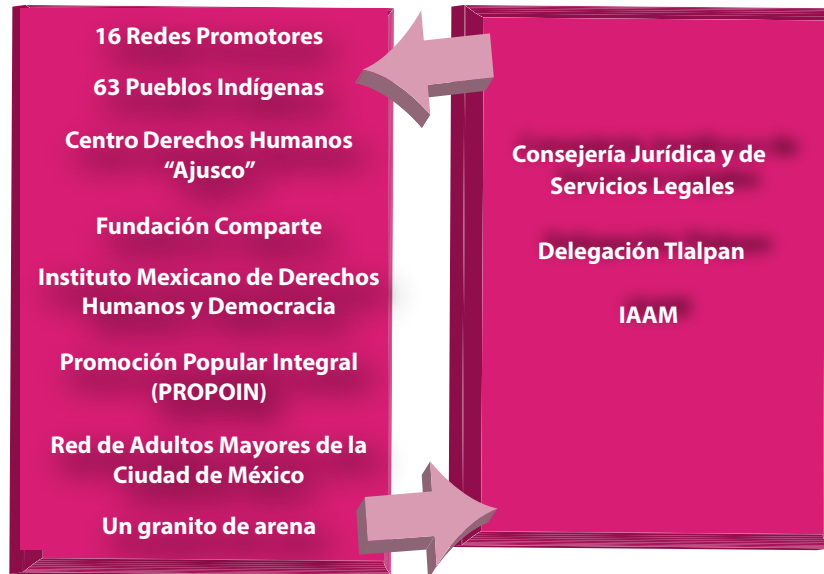 16 Redes Promotores
63 Pueblos Indígenas
Centro Derechos Humanos
“Ajusco”
Fundación Comparte
Instituto Mexicano de Derechos
Humanos y Democracia
Promoción Popular Integral
(PROPOIN)
Red de Adultos Mayores de la
Ciudad de México
Un granito de arena
Consejería Jurídica y de
Servicios Legales
Delegación Tlalpan
IAAM